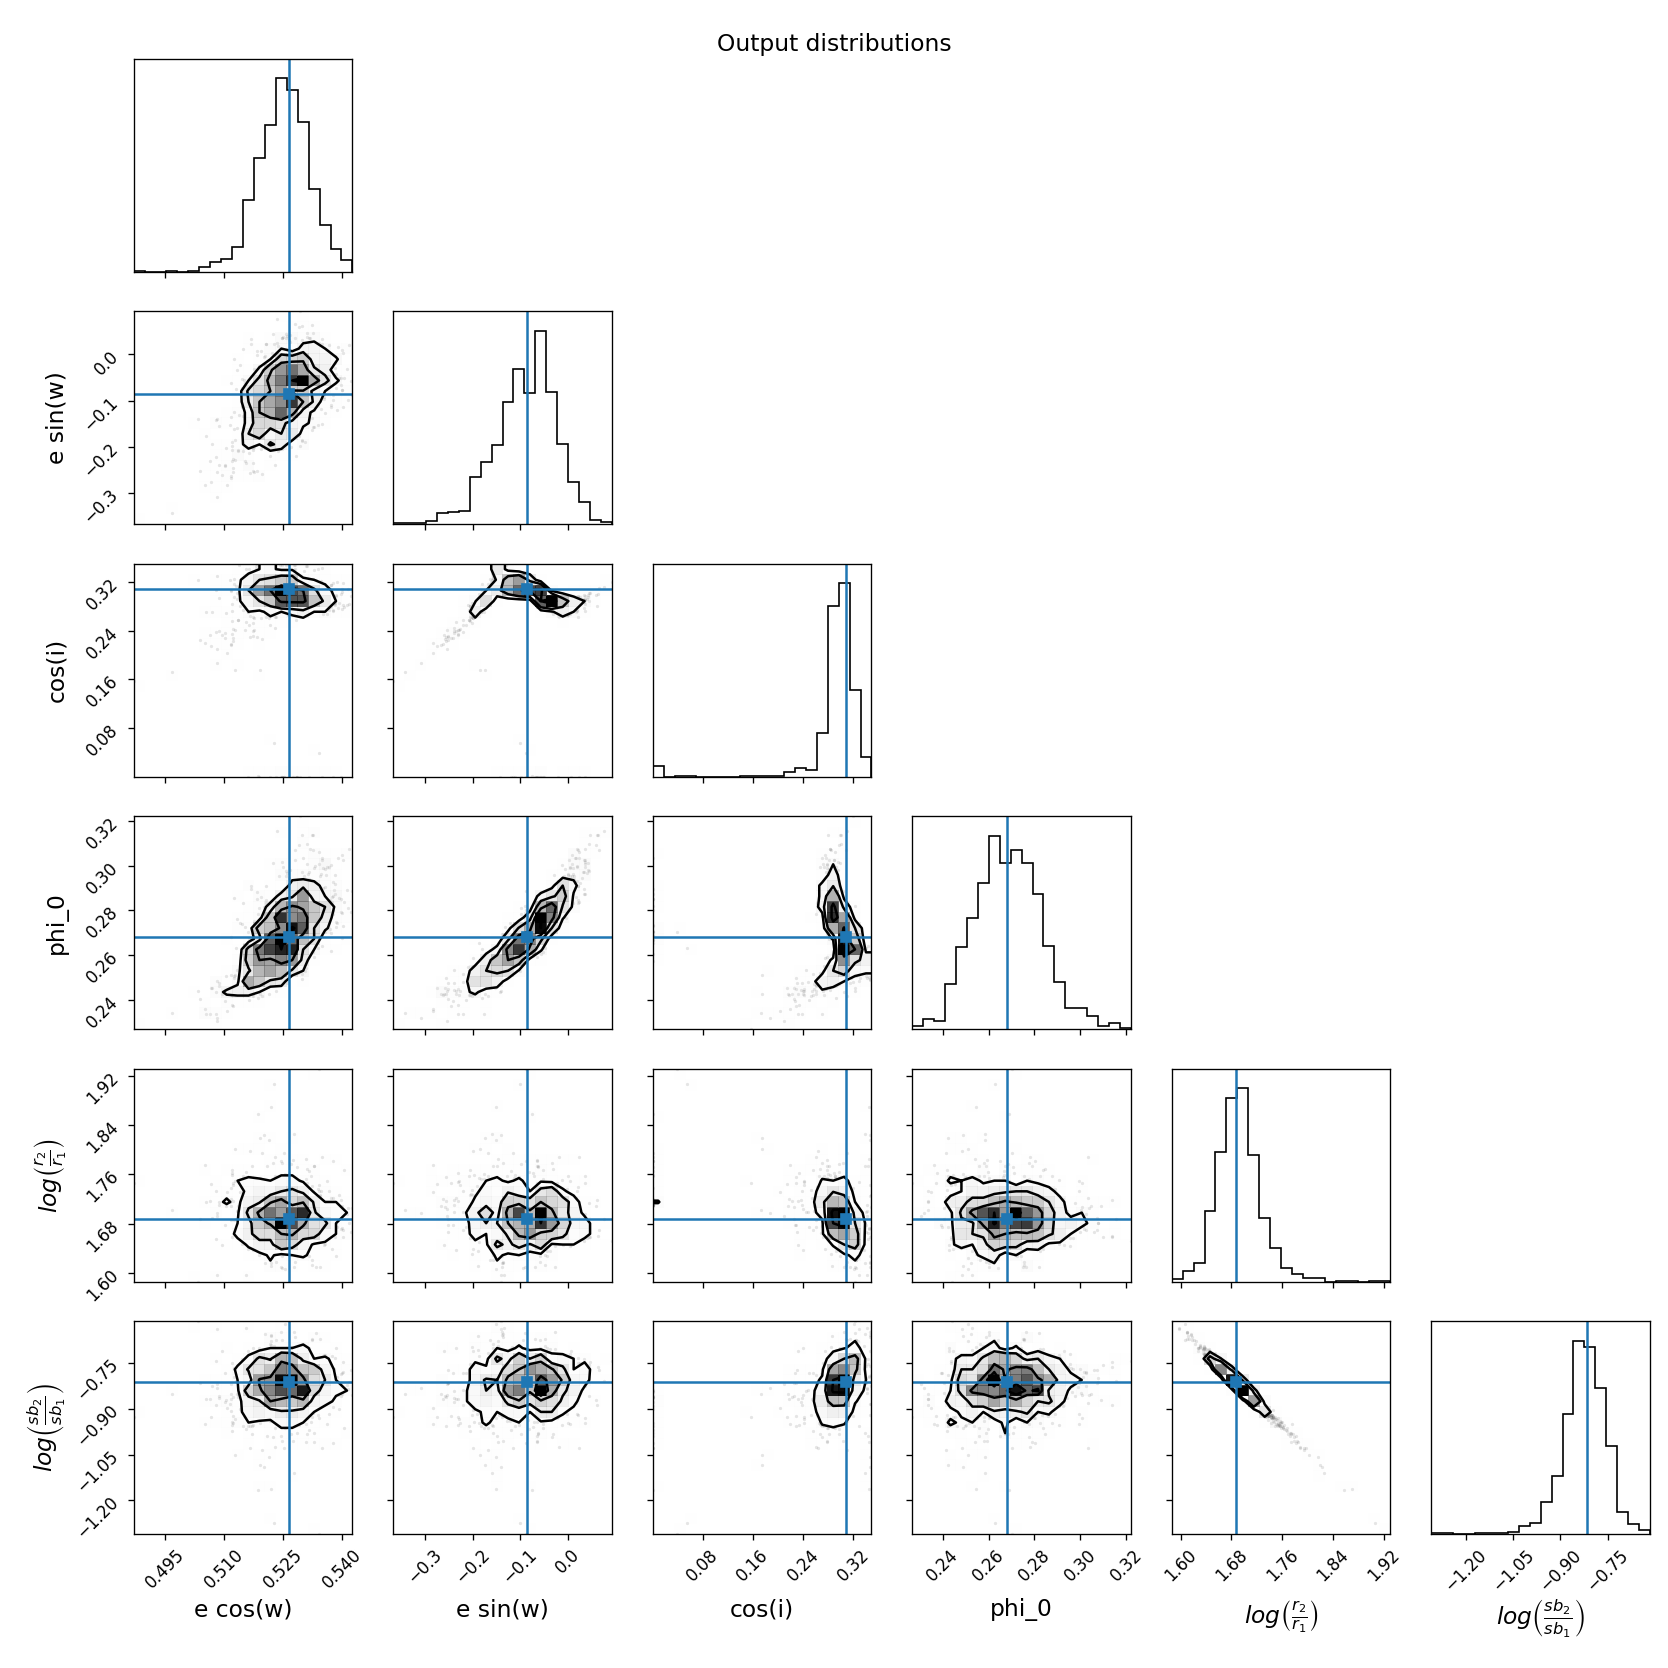 Output distributions
e sin(w)
0.0
−0.1
−0.2
−0.3
cos(i)
0.32
0.24
0.16
0.08
phi_0
0.32
0.30
0.28
0.26
0.24
log(r₂/r₁)
1.92
1.84
1.76
1.68
1.60
log(sb₂/sb₁)
−0.75
−0.90
−1.05
−1.20
0.495 0.510 0.525 0.540
−0.3 −0.2 −0.1 0.0
0.08 0.16 0.24 0.32
0.24 0.26 0.28 0.30 0.32
1.60 1.68 1.76 1.84 1.92
−1.20 −1.05 −0.90 −0.75
e cos(w)
e sin(w)
cos(i)
phi_0
log(r₂/r₁)
log(sb₂/sb₁)